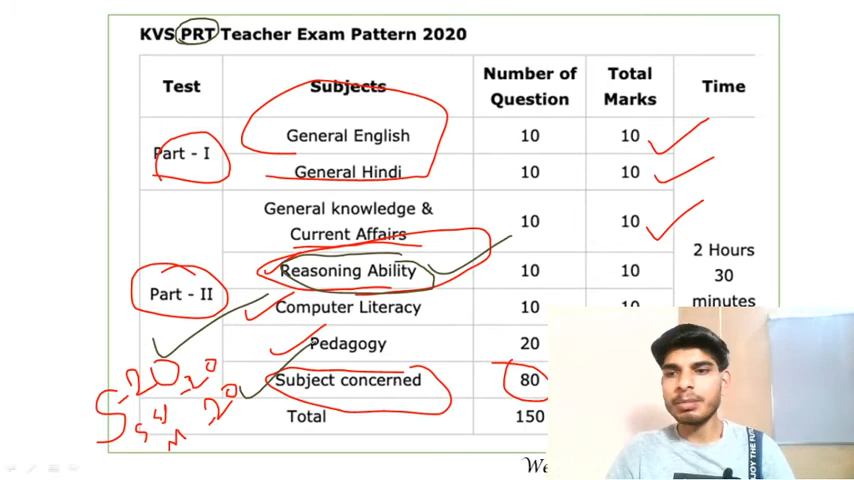 KVS PRT Teacher Exam Pattern 2020
Test Subjects Number of Question Total Marks Time
Part - I General English 10 10
General Hindi 10 10
General knowledge & Current Affairs 10 10
Part - II Reasoning Ability 10 10 2 Hours 30 minutes
Computer Literacy 10 10
Pedagogy 20
Subject concerned 80
Total 150
We